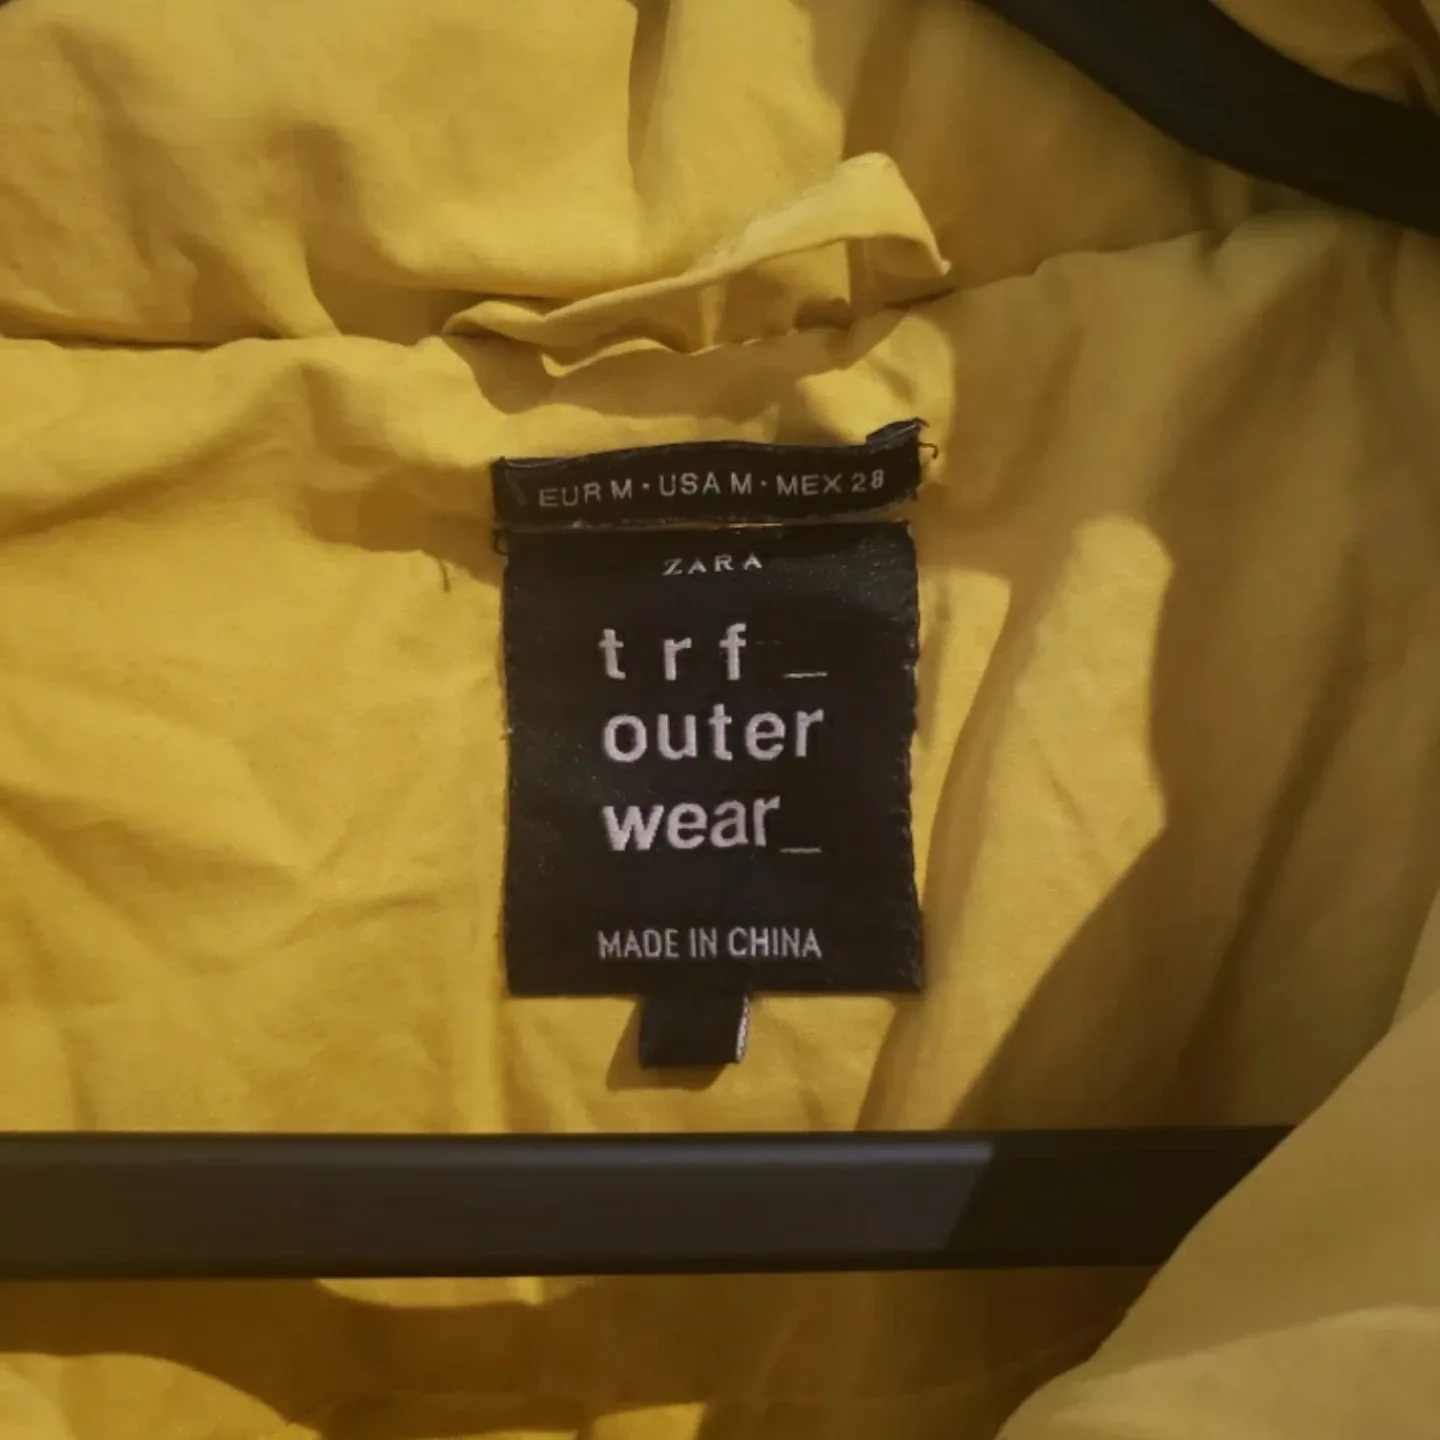 EUR M · USA M · MEX 28
ZARA
trf_
outer
wear_
MADE IN CHINA